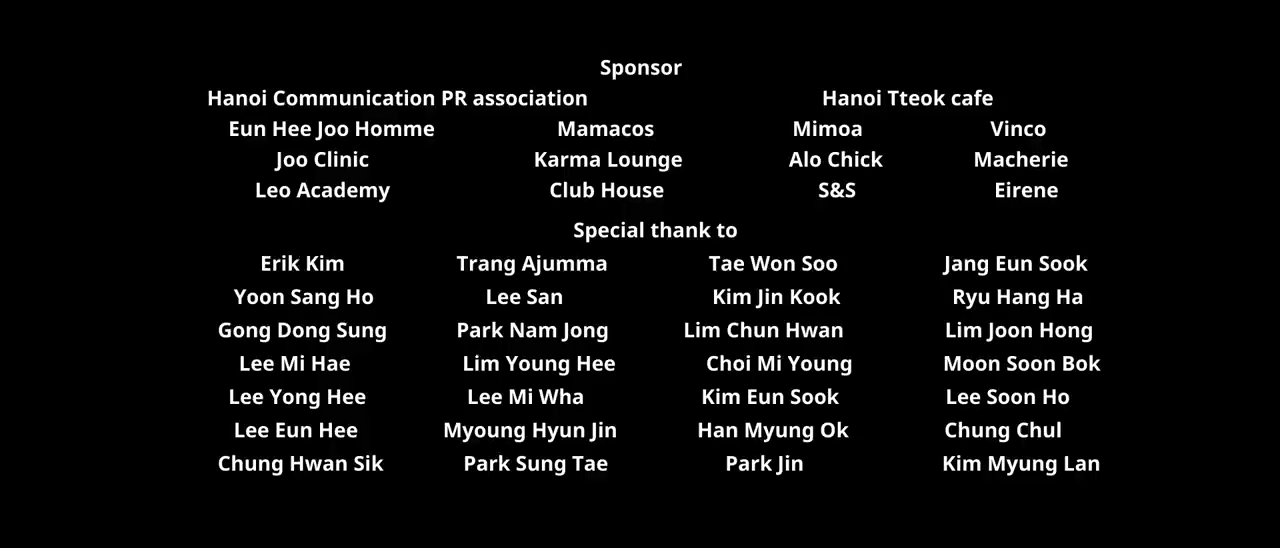 Sponsor
Hanoi Communication PR association Hanoi Tteok cafe
Eun Hee Joo Homme Mamacos Mimoa Vinco
Joo Clinic Karma Lounge Alo Chick Macherie
Leo Academy Club House S&S Eirene
Special thank to
Erik Kim Trang Ajumma Tae Won Soo Jang Eun Sook
Yoon Sang Ho Lee San Kim Jin Kook Ryu Hang Ha
Gong Dong Sung Park Nam Jong Lim Chun Hwan Lim Joon Hong
Lee Mi Hae Lim Young Hee Choi Mi Young Moon Soon Bok
Lee Yong Hee Lee Mi Wha Kim Eun Sook Lee Soon Ho
Lee Eun Hee Myoung Hyun Jin Han Myung Ok Chung Chul
Chung Hwan Sik Park Sung Tae Park Jin Kim Myung Lan